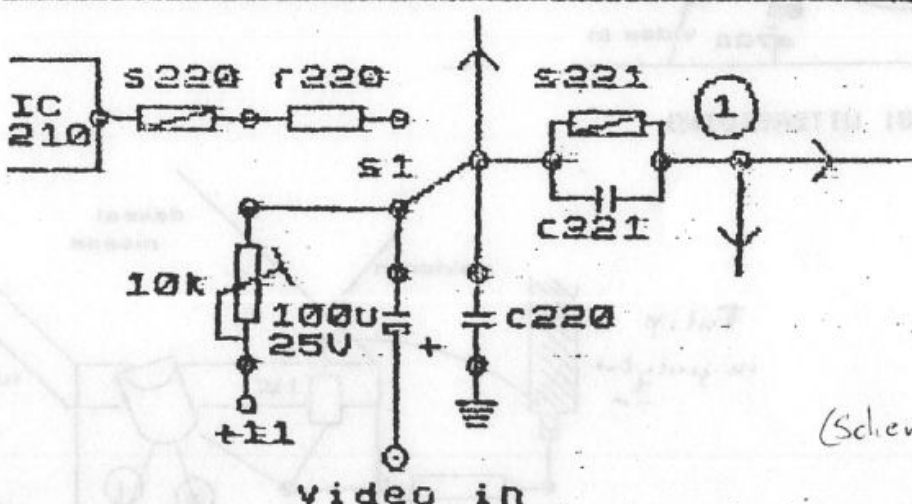 s220 r220
s221
1
IC
210
s1
c221
10k
100u
25V
+
c220
+11
(Schem
video in